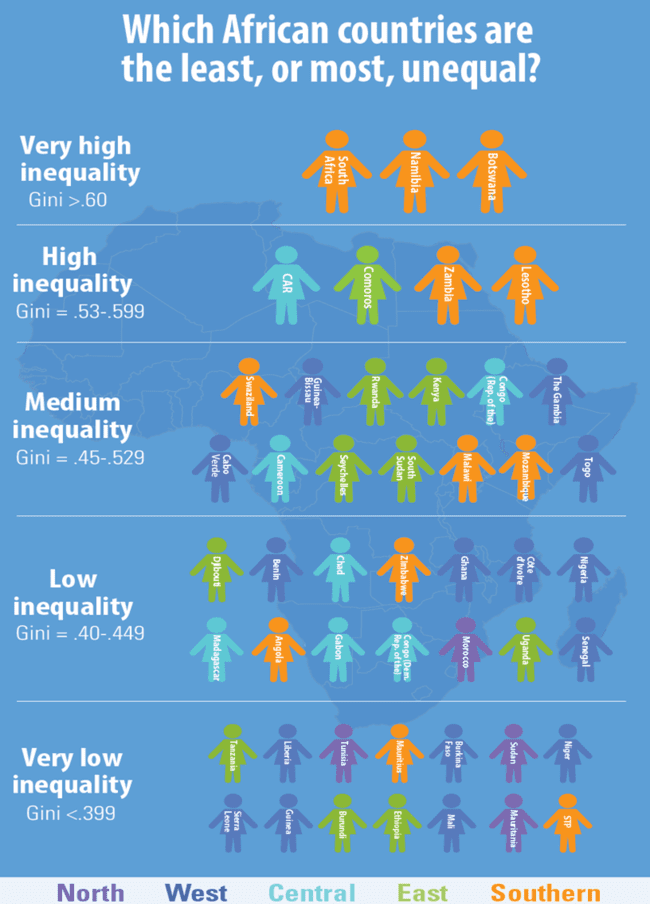 Which African countries are
the least, or most, unequal?
Very high
inequality
Gini >.60
South
Africa
Namibia
Botswana
High
inequality
Gini = .53-.599
CAR
Comoros
Zambia
Lesotho
Medium
inequality
Gini = .45-.529
Swaziland
Guinea-
Bissau
Rwanda
Kenya
Congo
(Rep. of the)
The Gambia
Cabo
Verde
Cameroon
Seychelles
South
Sudan
Malawi
Mozambique
Togo
Low
inequality
Gini = .40-.449
Djibouti
Benin
Chad
Zimbabwe
Ghana
Côte
d'Ivoire
Nigeria
Madagascar
Angola
Gabon
Congo (Dem.
Rep. of the)
Morocco
Uganda
Senegal
Very low
inequality
Gini <.399
Tanzania
Liberia
Tunisia
Mauritius
Burkina
Faso
Sudan
Niger
Sierra
Leone
Guinea
Burundi
Ethiopia
Mali
Mauritania
STP
North West Central East Southern